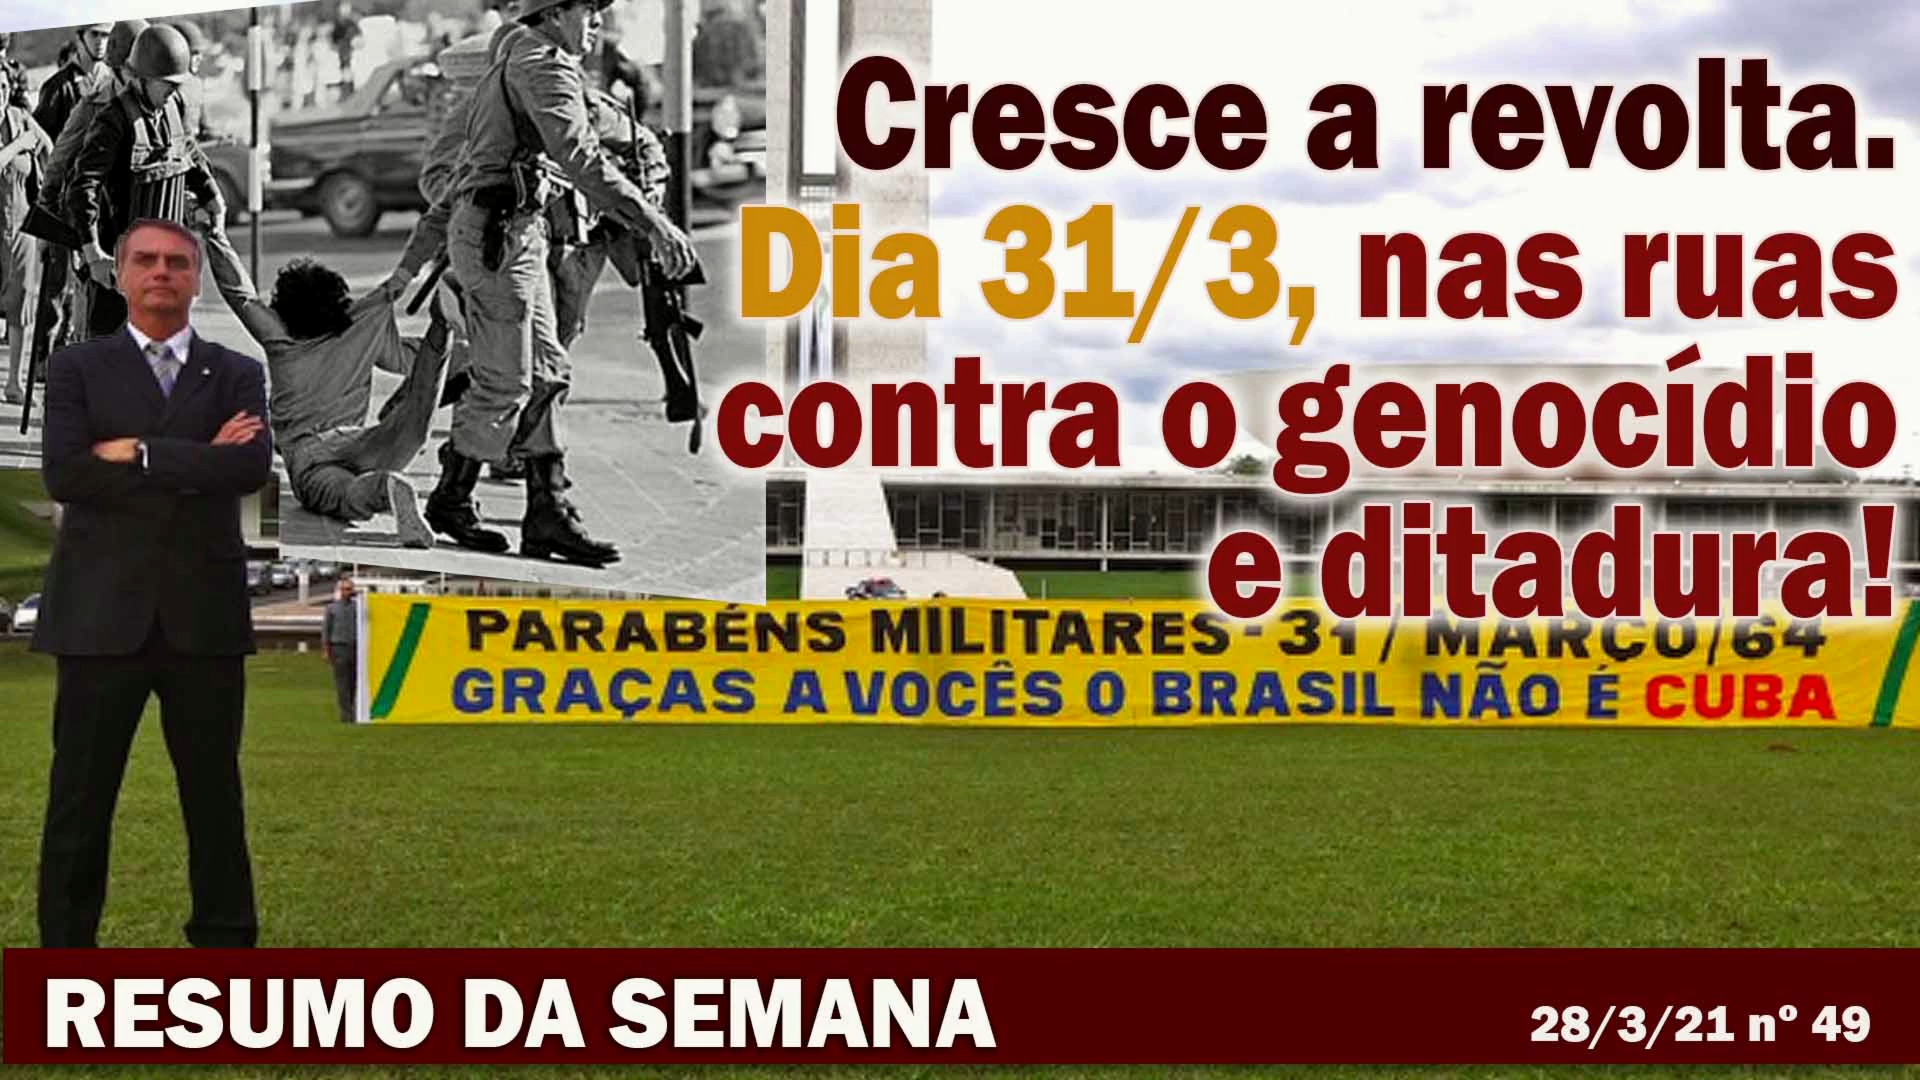 Cresce a revolta.
Dia 31/3, nas ruas
contra o genocídio
e ditadura!
PARABÉNS MILITARES - 31 / MARÇO/64
GRAÇAS A VOCÊS O BRASIL NÃO É CUBA
RESUMO DA SEMANA
28/3/21 nº 49